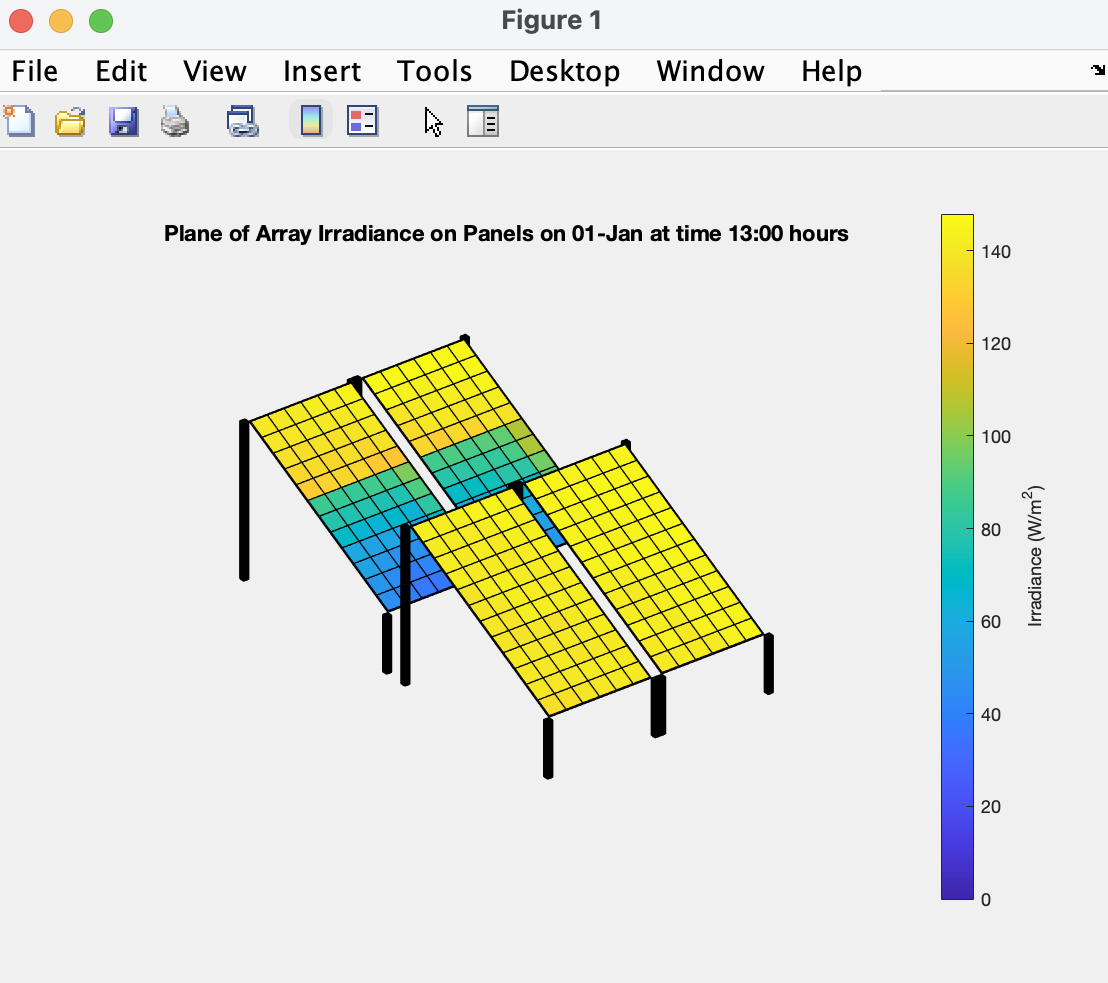 Figure 1
File Edit View Insert Tools Desktop Window Help
Plane of Array Irradiance on Panels on 01-Jan at time 13:00 hours
140
120
100
80
60
40
20
0
Irradiance (W/m²)